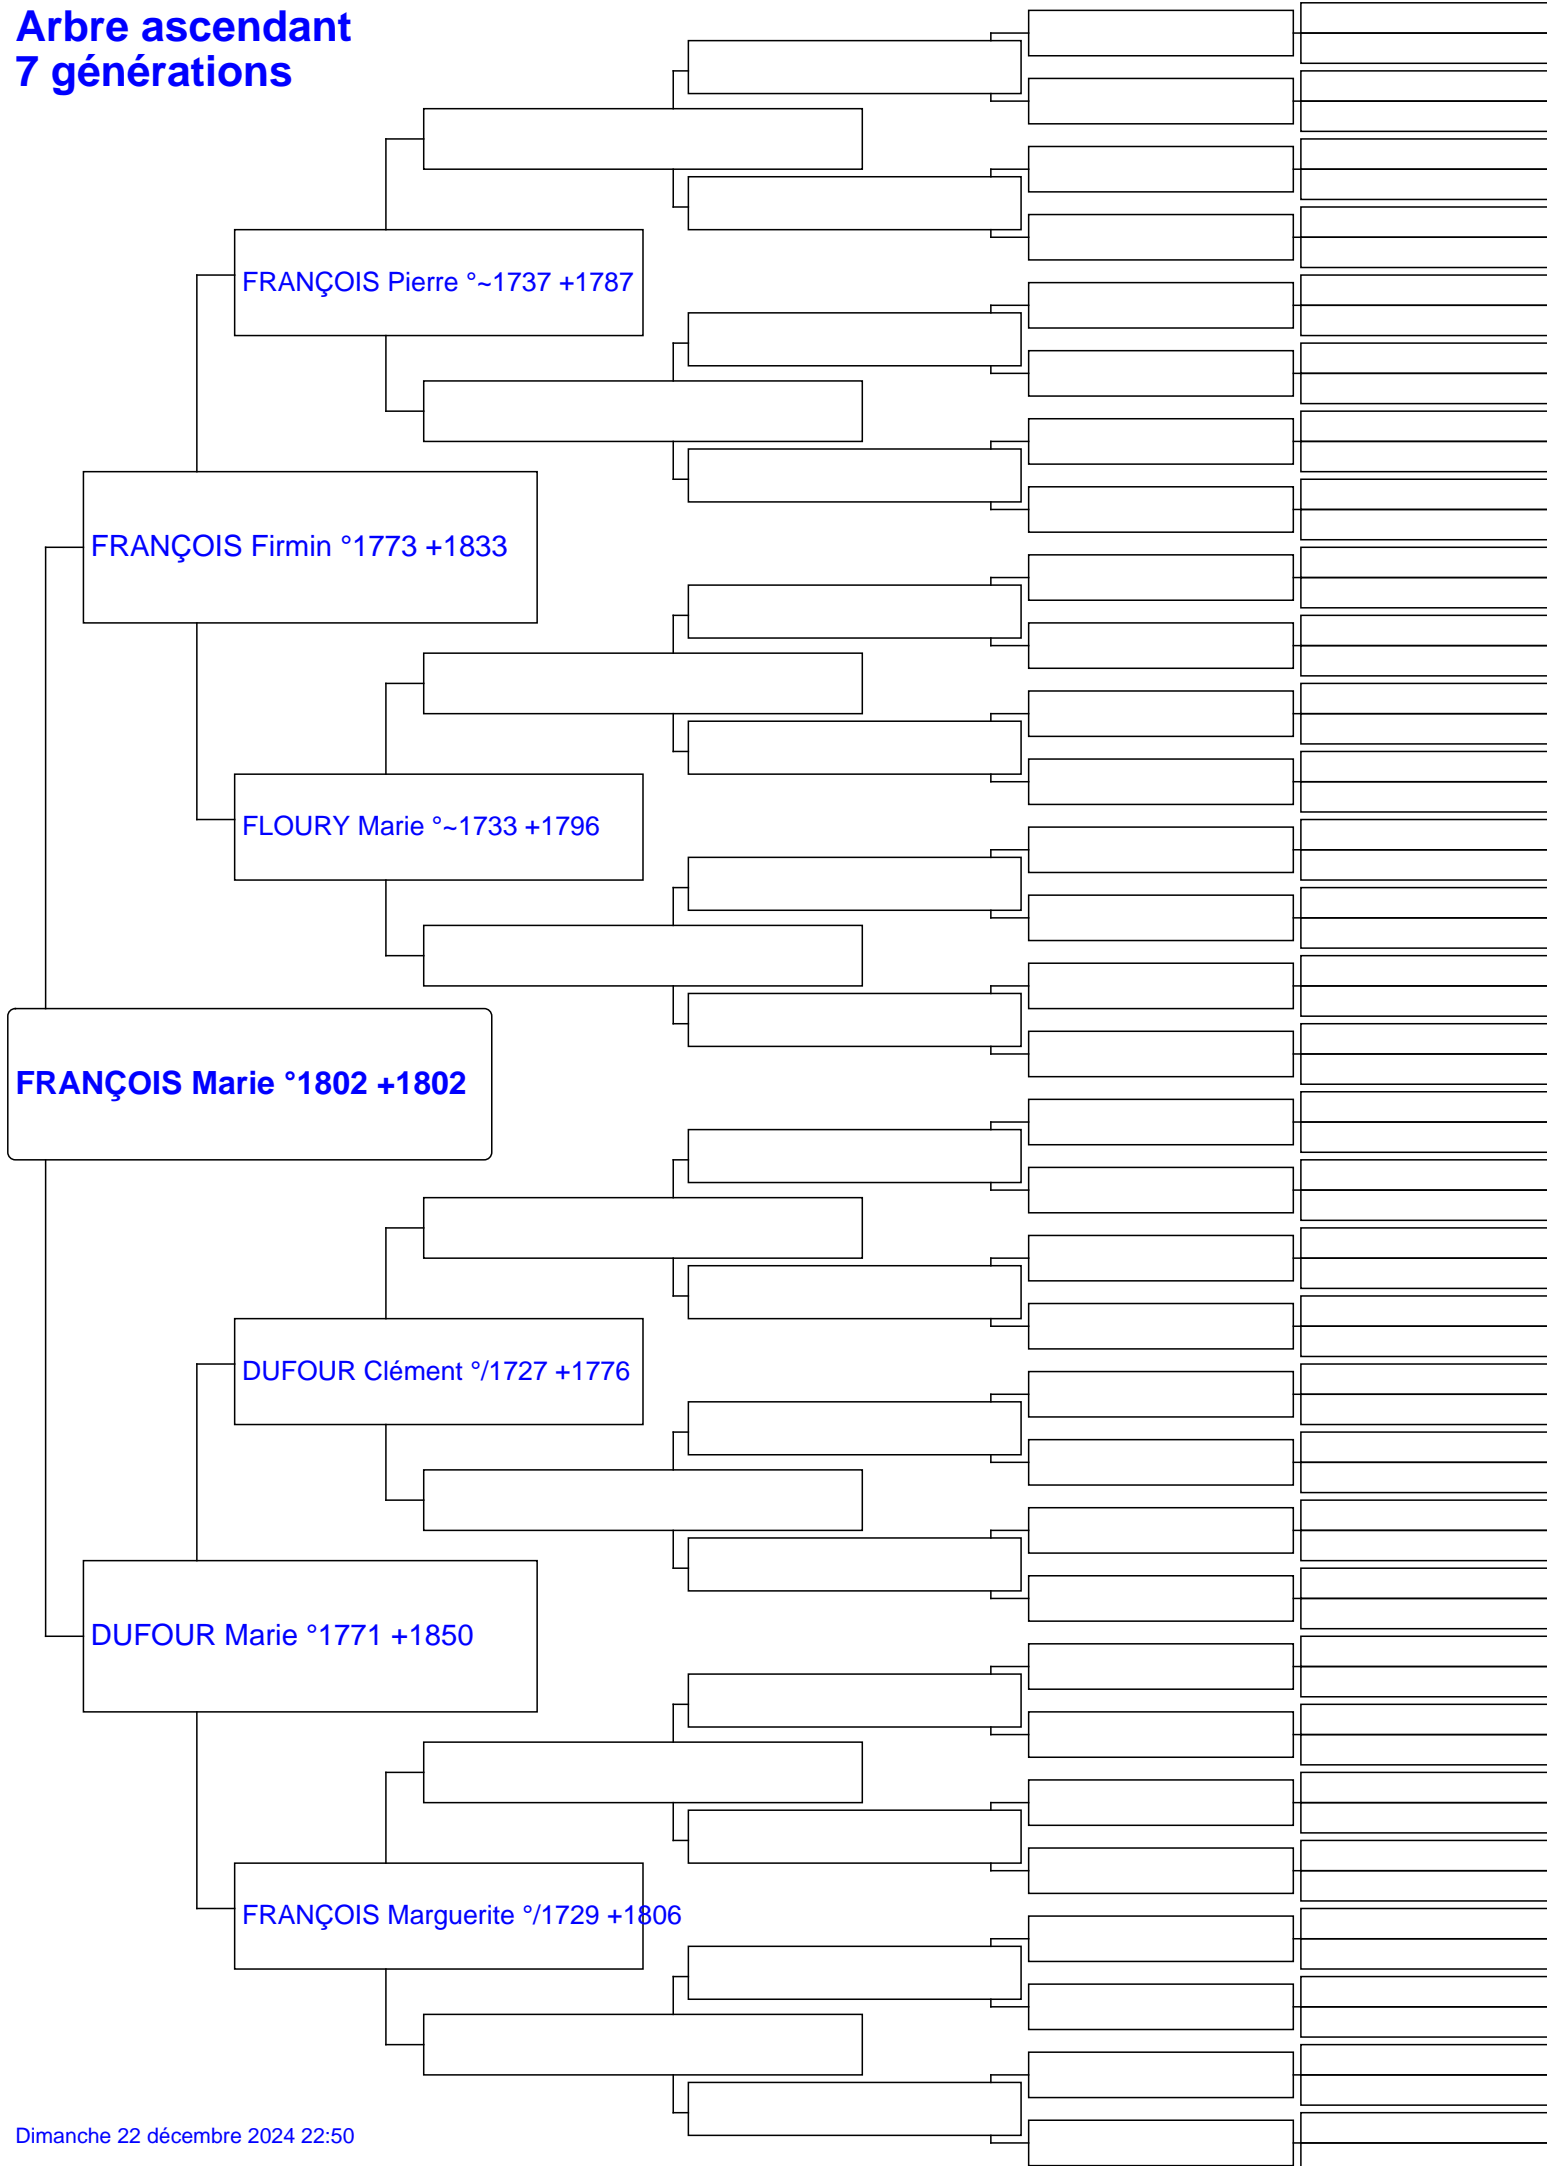 Arbre ascendant
7 générations
FRANÇOIS Pierre °~1737 +1787
FRANÇOIS Firmin °1773 +1833
FLOURY Marie °~1733 +1796
FRANÇOIS Marie °1802 +1802
DUFOUR Clément °/1727 +1776
DUFOUR Marie °1771 +1850
FRANÇOIS Marguerite °/1729 +1806
Dimanche 22 décembre 2024 22:50